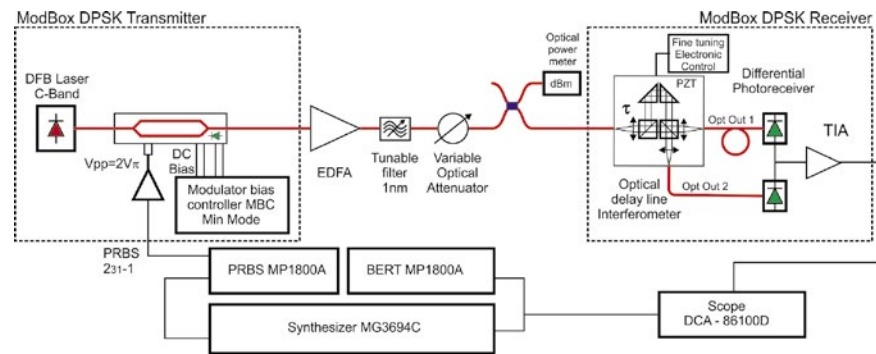 ModBox DPSK Transmitter
ModBox DPSK Receiver
DFB Laser
C-Band
Vpp=2Vπ
DC
Bias
Modulator bias
controller MBC
Min Mode
EDFA
Tunable
filter
1nm
Variable
Optical
Attenuator
Optical
power
meter
dBm
Fine tuning
Electronic
Control
PZT
τ
Differential
Photoreceiver
Opt Out 1
TIA
Opt Out 2
Optical
delay line
Interferometer
PRBS
231-1
PRBS MP1800A
BERT MP1800A
Synthesizer MG3694C
Scope
DCA - 86100D